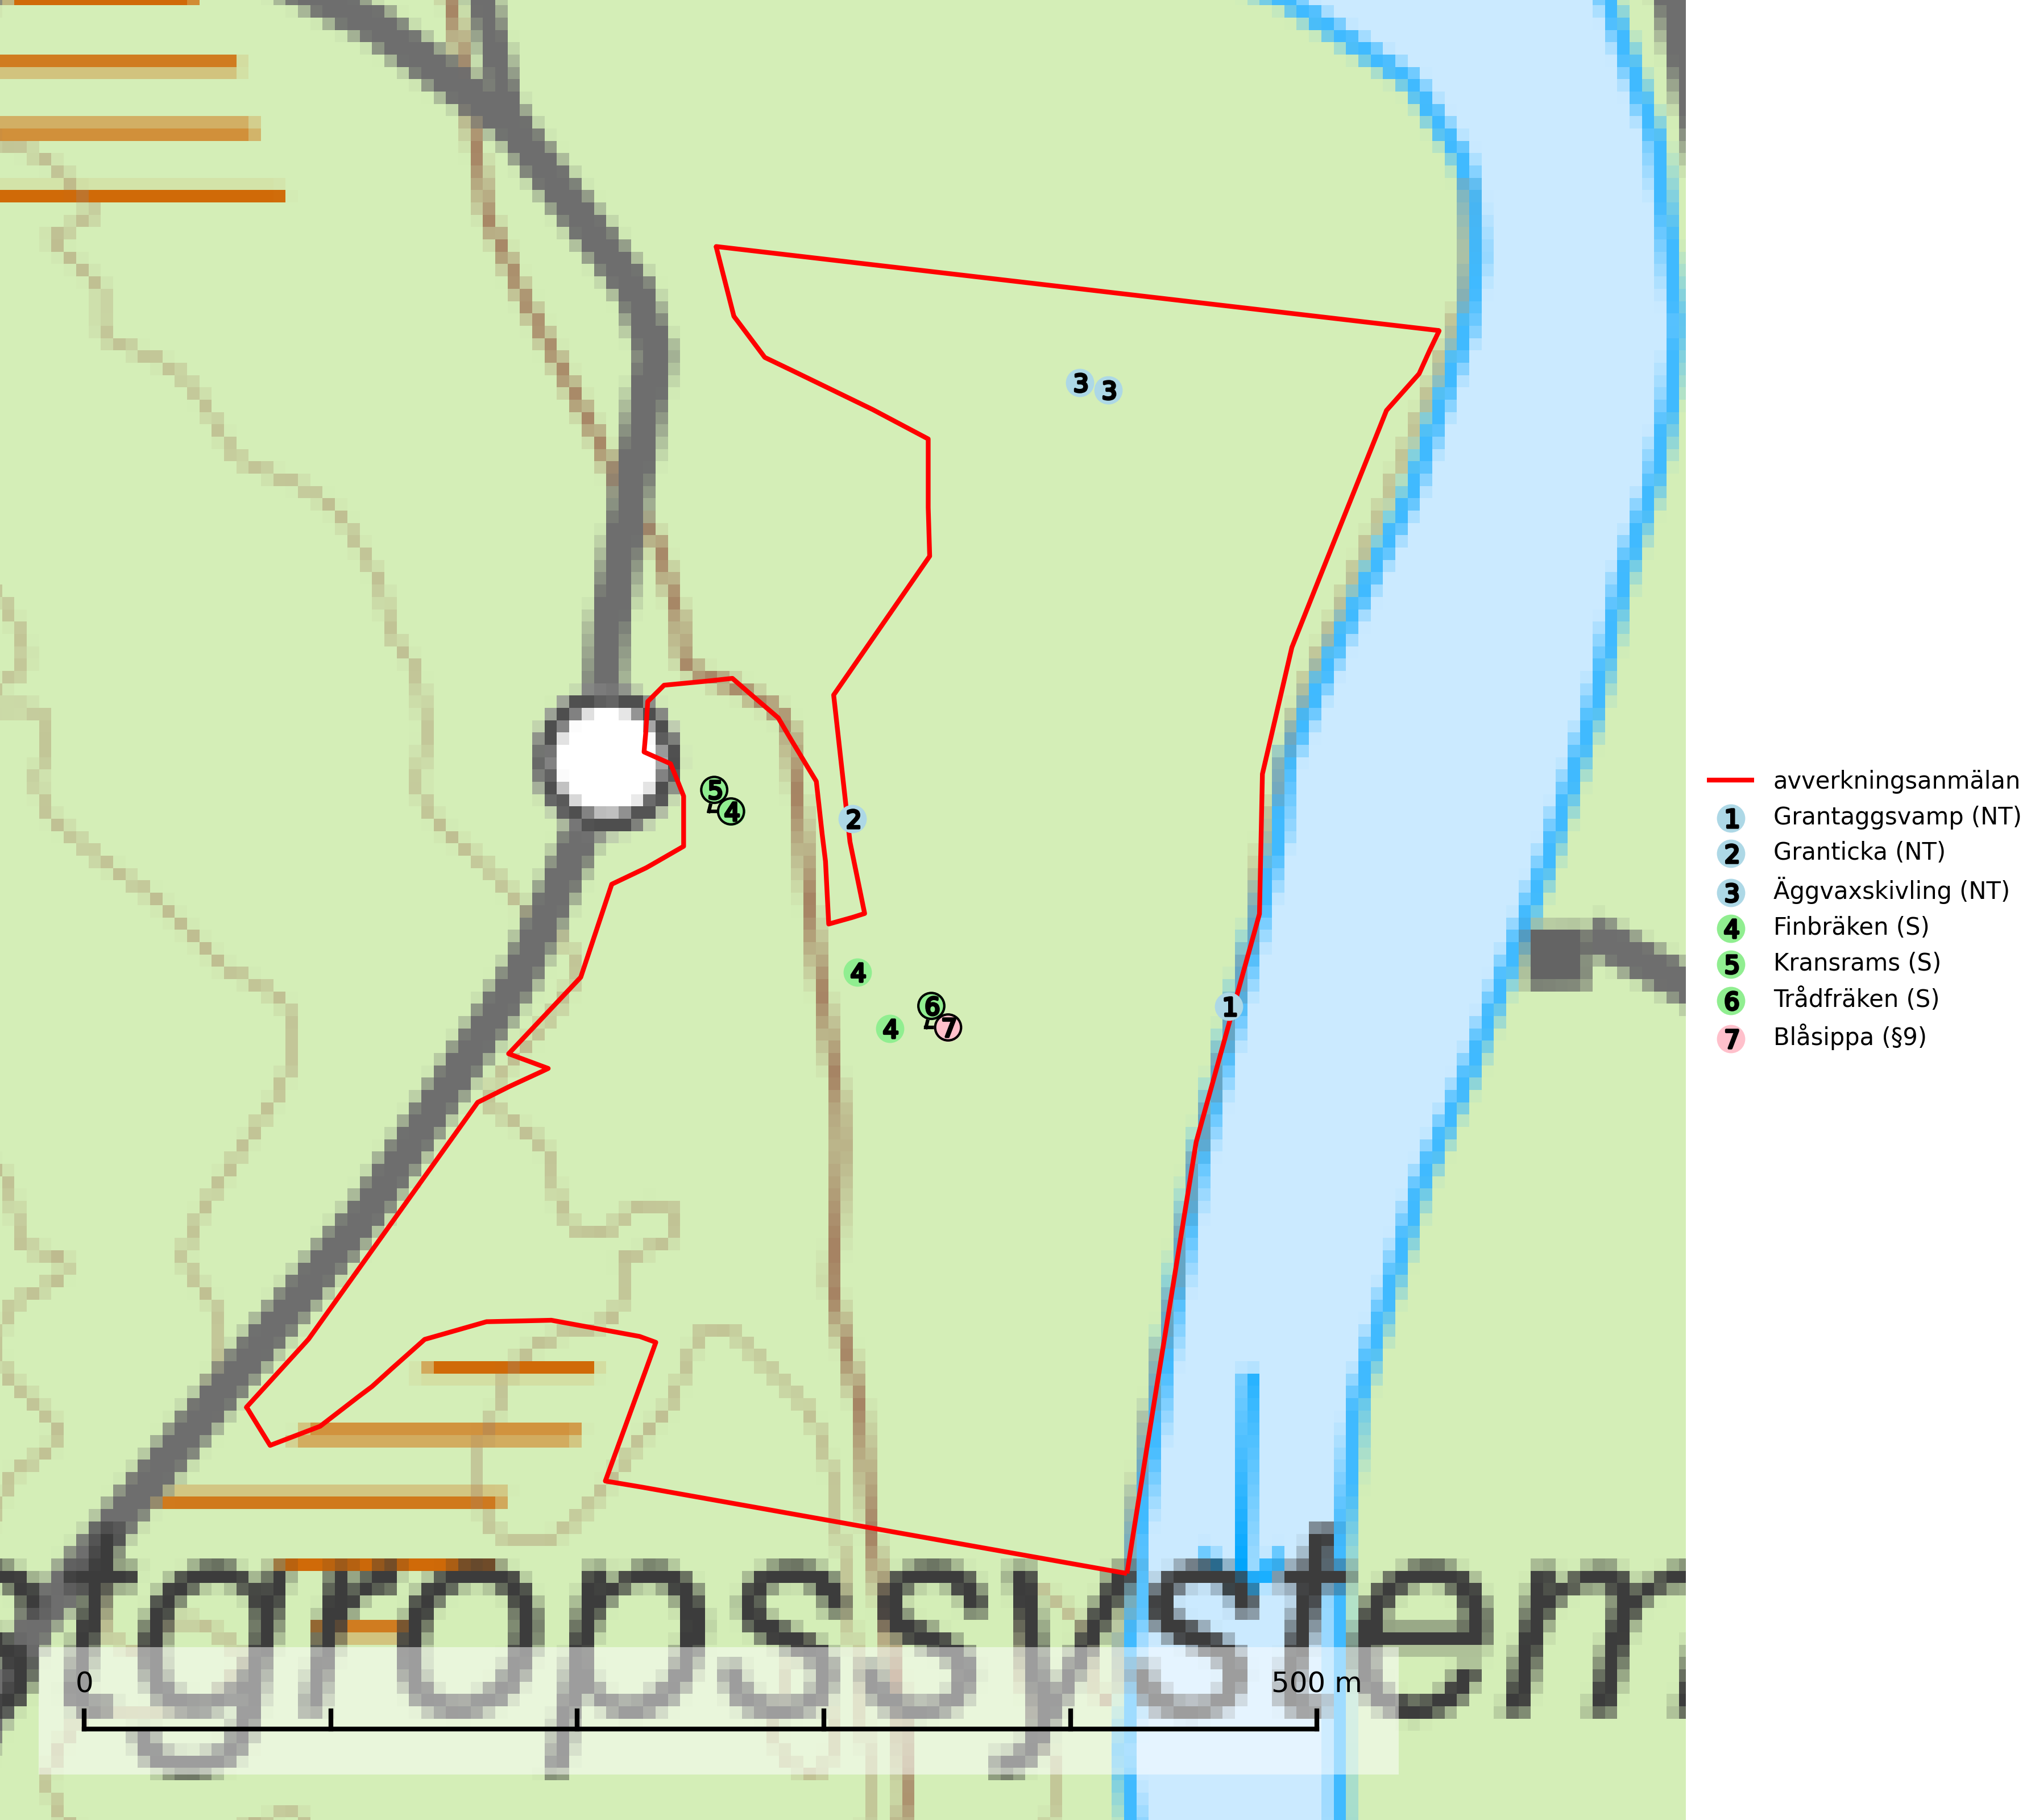 3 3
5
4
2
4
6
1
4 7
tgropssystem
0 500 m
avverkningsanmälan
1 Grantaggsvamp (NT)
2 Granticka (NT)
3 Äggvaxskivling (NT)
4 Finbräken (S)
5 Kransrams (S)
6 Trådfräken (S)
7 Blåsippa (§9)